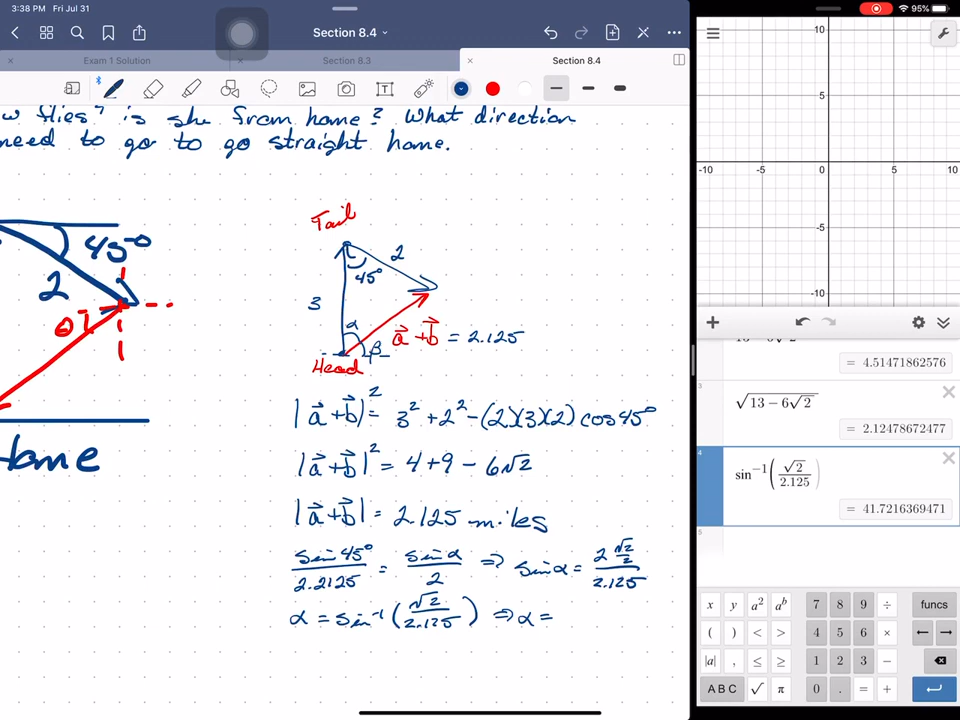 3:38 PM Fri Jul 31
95%
Section 8.4
Exam 1 Solution
Section 8.3
Section 8.4
w flies" is she from home? What direction
need to go to go straight home.
45°
2
θ
Home
Tail
2
45°
3
α
β
a⃗+b⃗ = 2.125
Head
|a⃗+b⃗|² = 3² + 2² - (2)(3)(2) cos 45°
|a⃗+b⃗|² = 4+9 - 6√2
|a⃗+b⃗| = 2.125 miles
sin 45° / 2.2125 = sin α / 2 ⇒ sin α = 2 √2/2 / 2.125
α = sin⁻¹(√2 / 2.125) ⇒ α =
10
5
-10
-5
0
5
10
-5
-10
= 4.51471862576
3
√(13 − 6√2)
= 2.12478672477
4
sin⁻¹(√2 / 2.125)
= 41.7216369471
5
x y a² aᵇ 7 8 9 ÷ funcs
( ) < > 4 5 6 × ← →
|a| , ≤ ≥ 1 2 3 −
A B C √ π 0 . = +